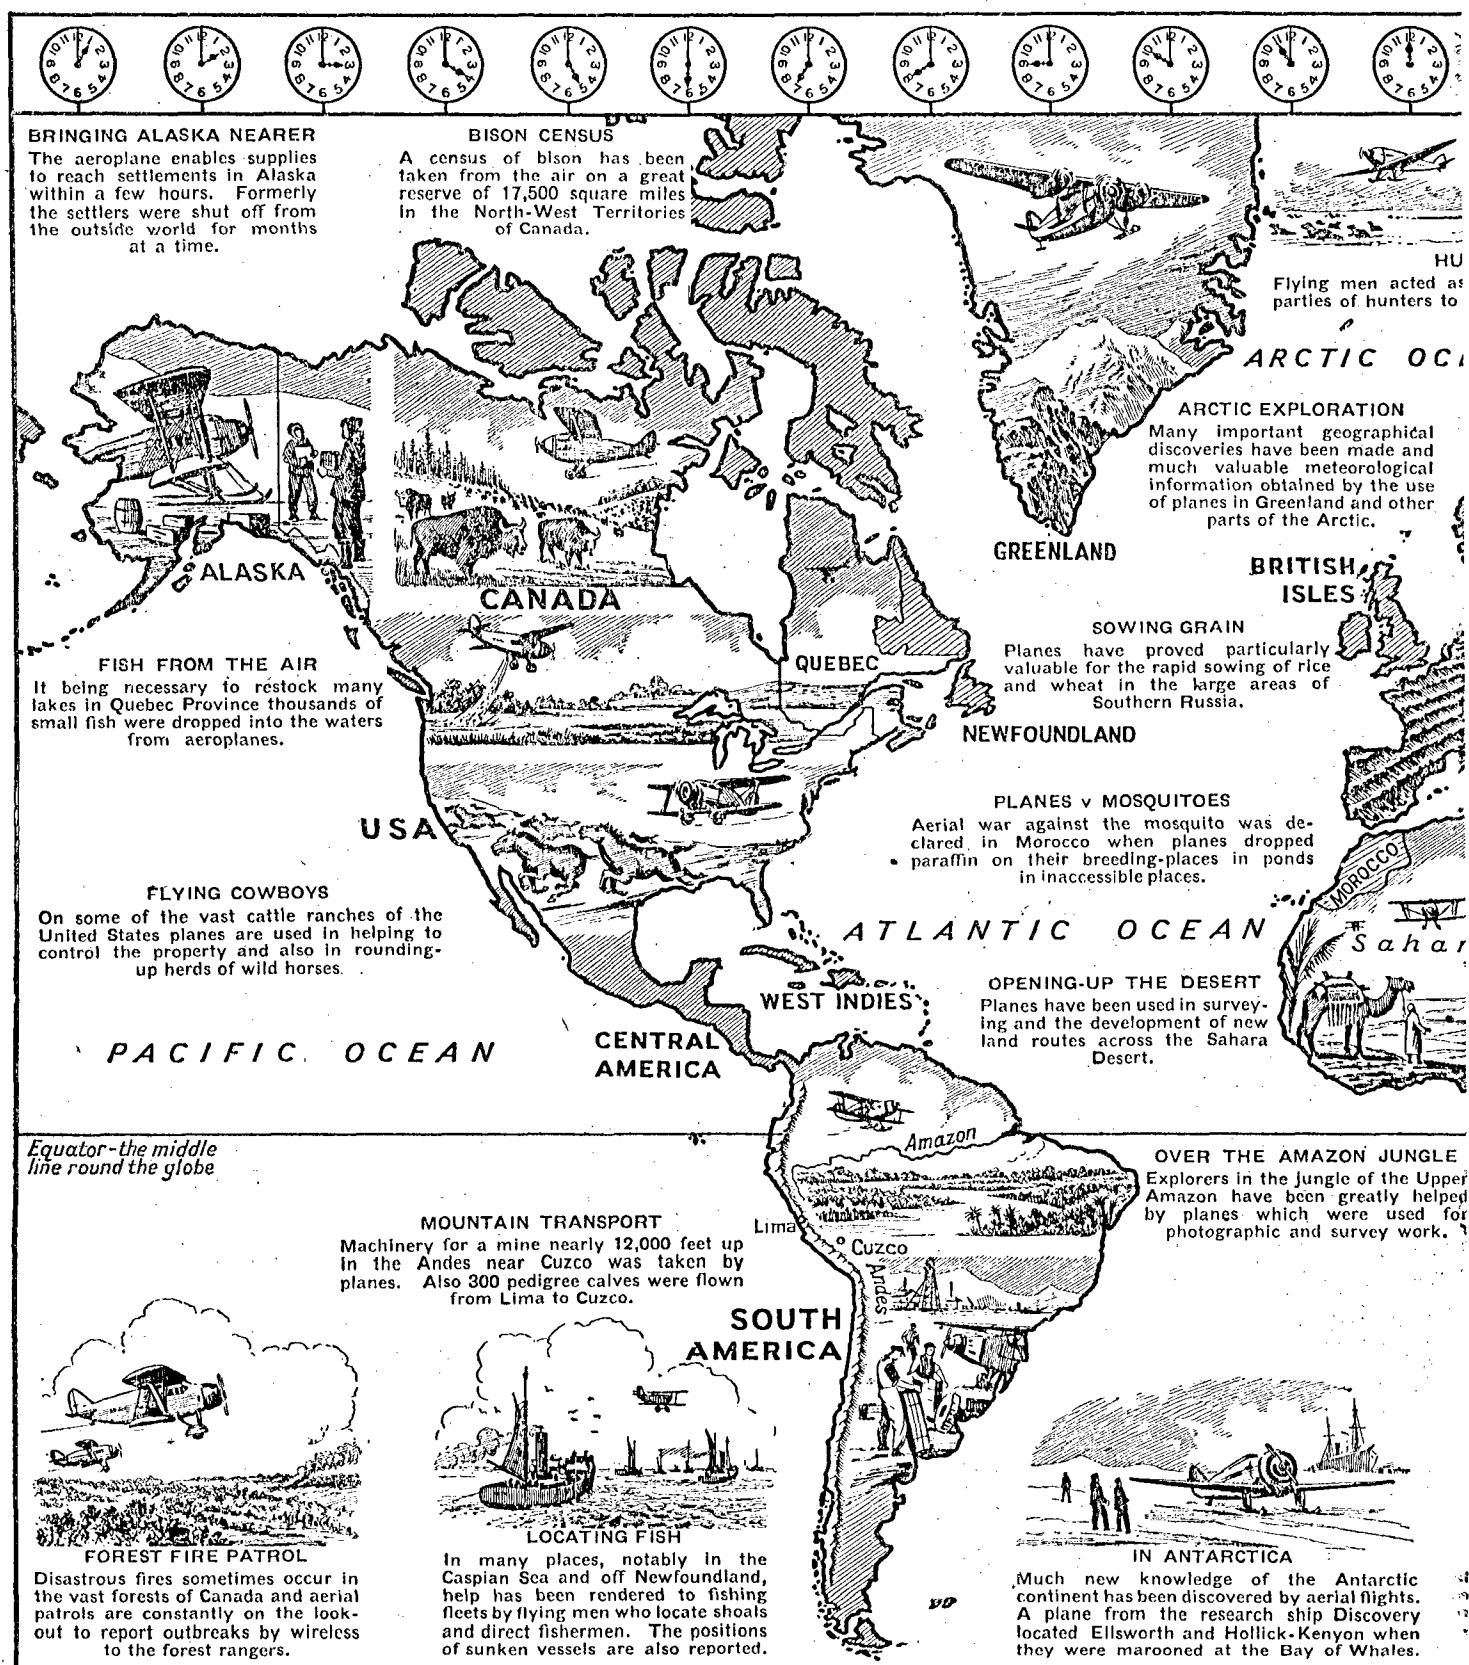 BRINGING ALASKA NEARER
The aeroplane enables supplies
to reach settlements in Alaska
within a few hours. Formerly
the settlers were shut off from
the outside world for months
at a time.
BISON CENSUS
A census of bison has been
taken from the air on a great
reserve of 17,500 square miles
in the North-West Territories
of Canada.
HU
Flying men acted as
parties of hunters to
ARCTIC OCE
ARCTIC EXPLORATION
Many important geographical
discoveries have been made and
much valuable meteorological
information obtained by the use
of planes in Greenland and other
parts of the Arctic.
GREENLAND
BRITISH
ISLES
ALASKA
CANADA
SOWING GRAIN
Planes have proved particularly
valuable for the rapid sowing of rice
and wheat in the large areas of
Southern Russia.
FISH FROM THE AIR
It being necessary to restock many
lakes in Quebec Province thousands of
small fish were dropped into the waters
from aeroplanes.
QUEBEC
NEWFOUNDLAND
PLANES v MOSQUITOES
Aerial war against the mosquito was de-
clared in Morocco when planes dropped
paraffin on their breeding-places in ponds
in inaccessible places.
USA
MOROCCO
FLYING COWBOYS
On some of the vast cattle ranches of the
United States planes are used in helping to
control the property and also in rounding-
up herds of wild horses.
ATLANTIC OCEAN
Sahar
OPENING-UP THE DESERT
Planes have been used in survey-
ing and the development of new
land routes across the Sahara
Desert.
WEST INDIES
PACIFIC OCEAN
CENTRAL
AMERICA
Equator-the middle
line round the globe
Amazon
OVER THE AMAZON JUNGLE
Explorers in the jungle of the Upper
Amazon have been greatly helped
by planes which were used for
photographic and survey work.
MOUNTAIN TRANSPORT
Machinery for a mine nearly 12,000 feet up
in the Andes near Cuzco was taken by
planes. Also 300 pedigree calves were flown
from Lima to Cuzco.
Lima
Cuzco
Andes
SOUTH
AMERICA
FOREST FIRE PATROL
Disastrous fires sometimes occur in
the vast forests of Canada and aerial
patrols are constantly on the look-
out to report outbreaks by wireless
to the forest rangers.
LOCATING FISH
In many places, notably in the
Caspian Sea and off Newfoundland,
help has been rendered to fishing
fleets by flying men who locate shoals
and direct fishermen. The positions
of sunken vessels are also reported.
IN ANTARCTICA
Much new knowledge of the Antarctic
continent has been discovered by aerial flights.
A plane from the research ship Discovery
located Ellsworth and Hollick-Kenyon when
they were marooned at the Bay of Whales.